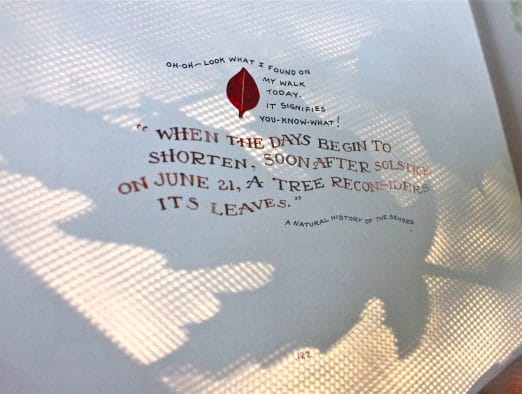 OH-OH—LOOK WHAT I FOUND ON
MY WALK
TODAY.
IT SIGNIFIES
YOU-KNOW-WHAT!
"WHEN THE DAYS BEGIN TO
SHORTEN, SOON AFTER SOLSTICE
ON JUNE 21, A TREE RECONSIDERS
ITS LEAVES."
A NATURAL HISTORY OF THE SENSES
122